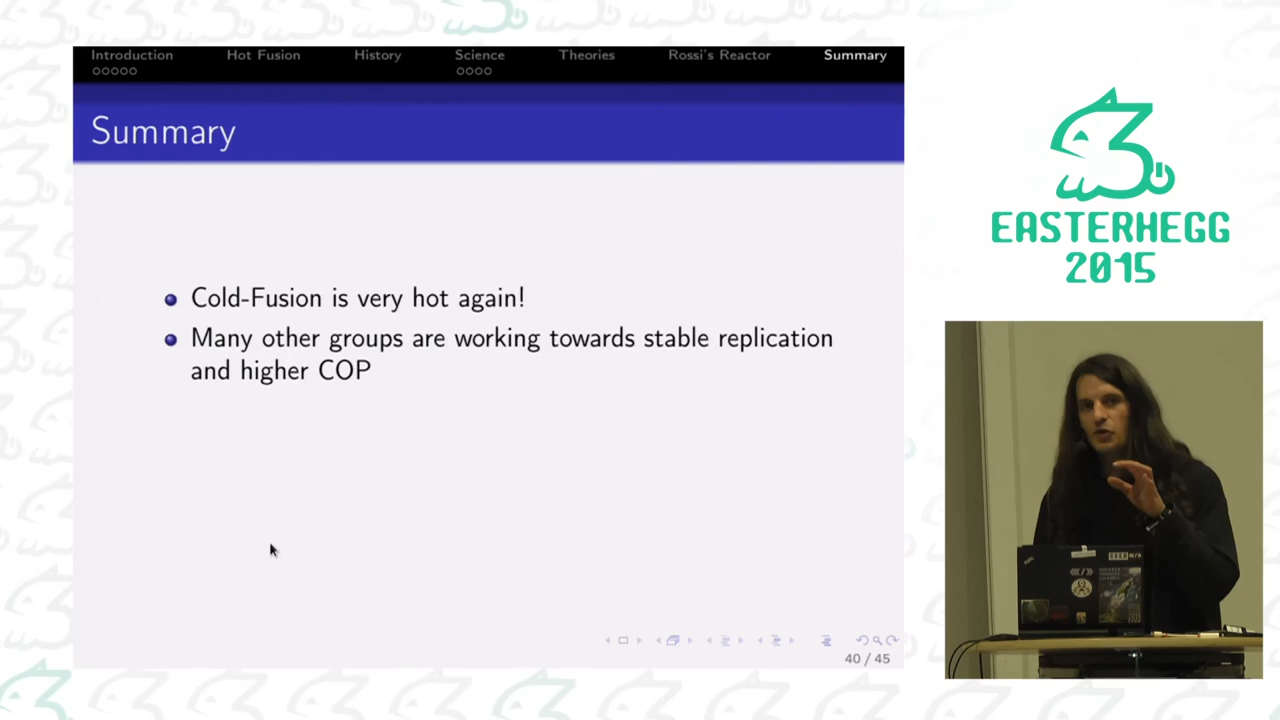 Introduction
Hot Fusion
History
Science
Theories
Rossi's Reactor
Summary
Summary
Cold-Fusion is very hot again!
Many other groups are working towards stable replication
and higher COP
40 / 45
EASTERHEGG
2015